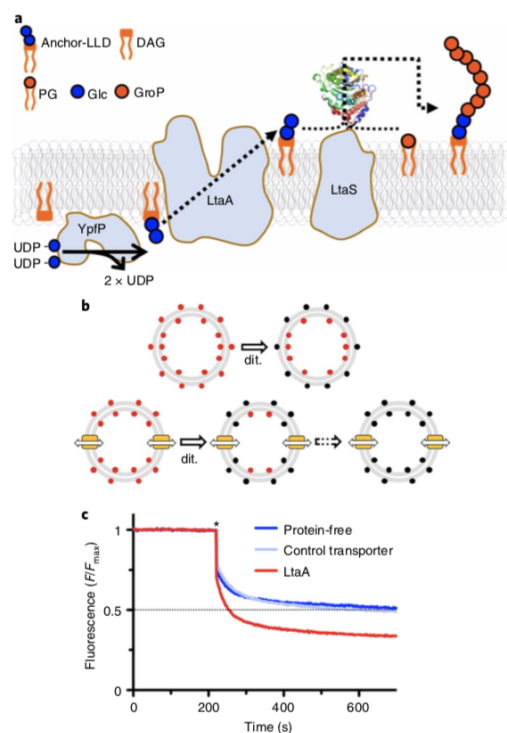 a
Anchor-LLD DAG
PG Glc GroP
LtaA
LtaS
YpfP
UDP
UDP
2 × UDP
b
dit.
dit.
c
*
Protein-free
Control transporter
LtaA
Fluorescence (F/Fmax)
1
0.5
0
0 200 400 600
Time (s)